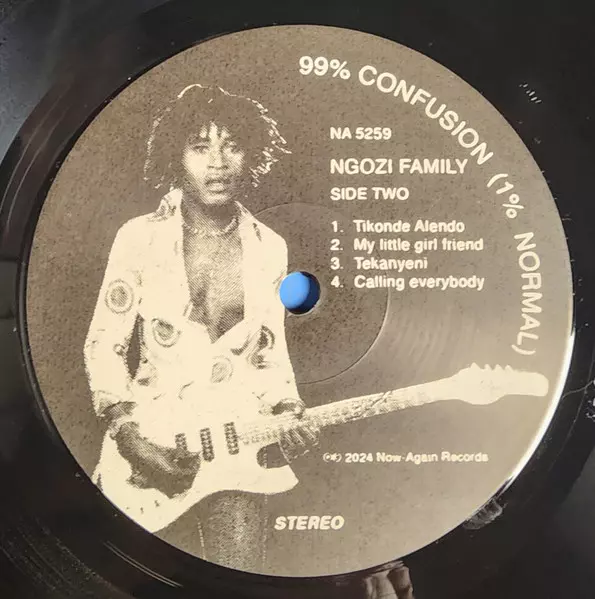 99% CONFUSION (1% NORMAL)
NA 5259
NGOZI FAMILY
SIDE TWO
1. Tikonde Alendo
2. My little girl friend
3. Tekanyeni
4. Calling everybody
℗© 2024 Now-Again Records
STEREO